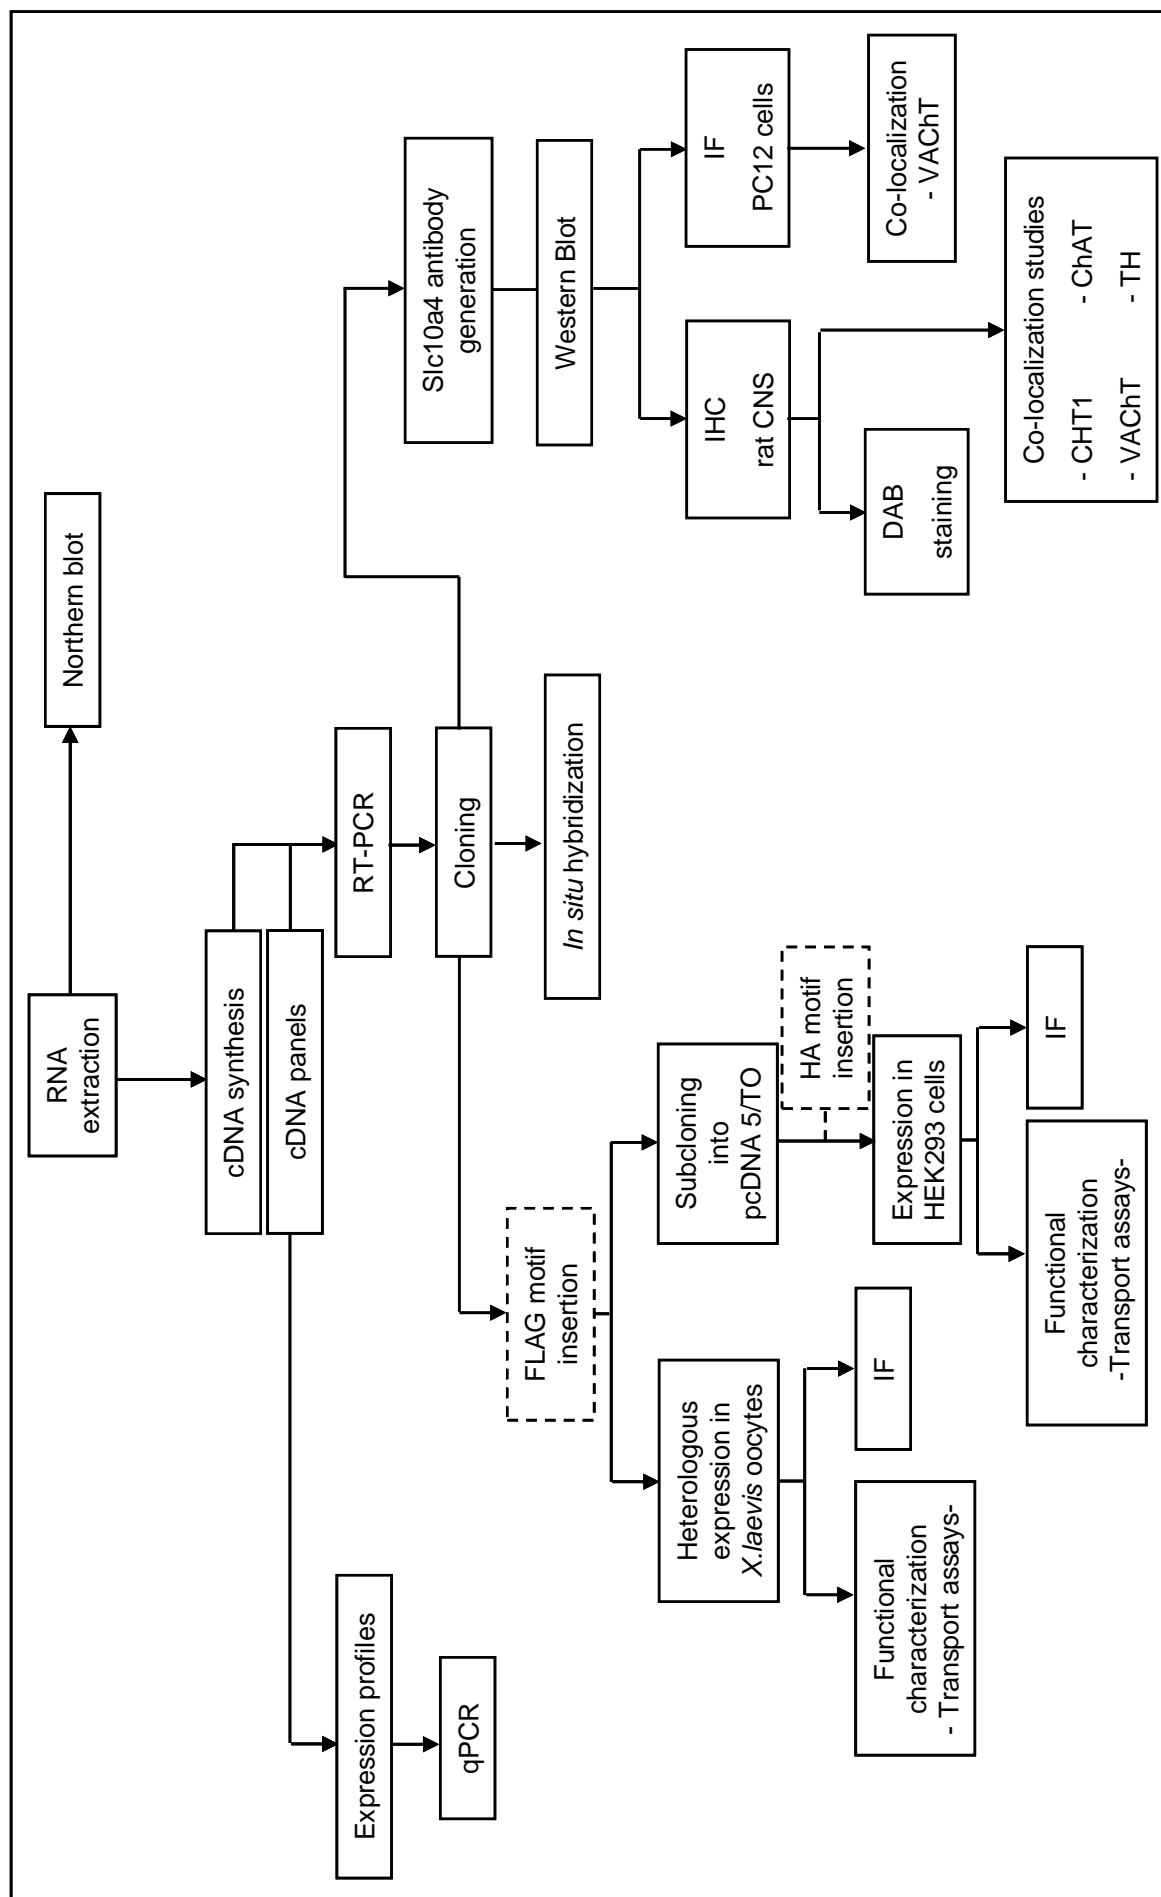 RNA
extraction
Northern blot
cDNA synthesis
cDNA panels
Expression profiles
qPCR
RT-PCR
Cloning
In situ hybridization
FLAG motif
insertion
Heterologous
expression in
X.laevis oocytes
Functional
characterization
- Transport assays-
IF
Subcloning
into
pcDNA 5/TO
HA motif
insertion
Expression in
HEK293 cells
Functional
characterization
-Transport assays-
IF
Slc10a4 antibody
generation
Western Blot
IHC
rat CNS
DAB
staining
Co-localization studies
- CHT1 - ChAT
- VAChT - TH
IF
PC12 cells
Co-localization
- VAChT